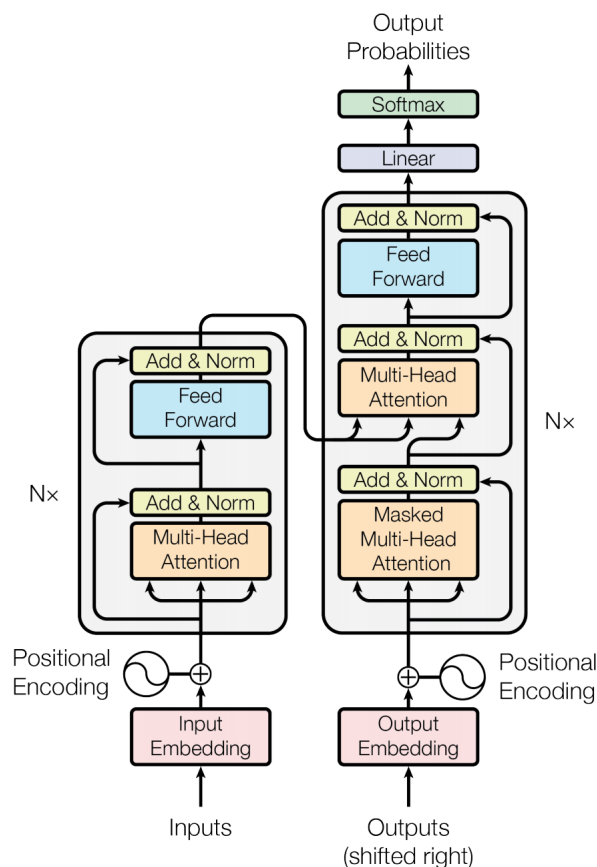 Output
Probabilities
Softmax
Linear
Add & Norm
Feed
Forward
Add & Norm
Multi-Head
Attention
Nx
Add & Norm
Masked
Multi-Head
Attention
Add & Norm
Feed
Forward
Nx
Add & Norm
Multi-Head
Attention
Positional
Encoding
Positional
Encoding
Input
Embedding
Output
Embedding
Inputs
Outputs
(shifted right)